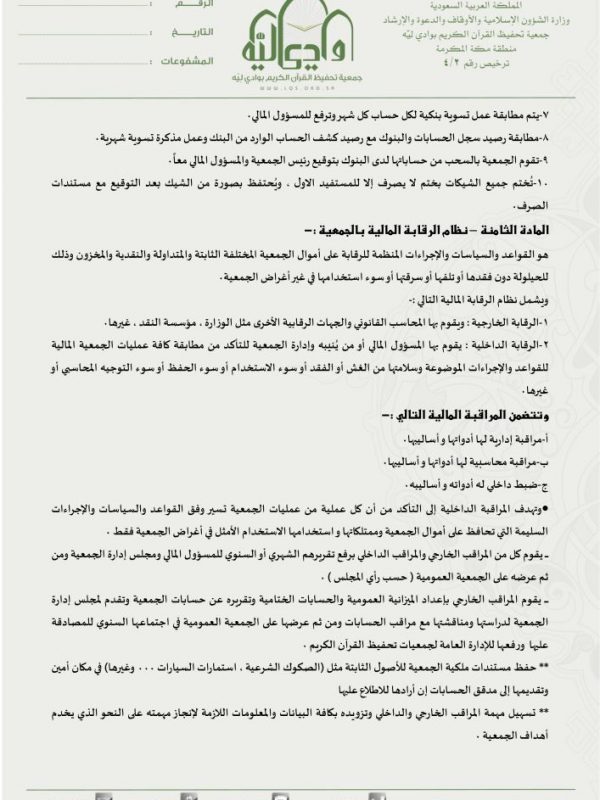 المملكة العربية السعودية
وزارة الشؤون الإسلامية والأوقاف والدعوة والإرشاد
جمعية تحفيظ القرآن الكريم بوادي ليّه
منطقة مكة المكرمة
ترخيص رقم ٤/٢
وادي ليّه
جمعية تحفيظ القرآن الكريم بوادي ليّه
WWW.LQS.ORG.SA
الرقم :
التاريخ :
المشفوعات :
٧-يتم مطابقة عمل تسوية بنكية لكل حساب كل شهر وترفع للمسؤول المالي.
٨-مطابقة رصيد سجل الحسابات والبنوك مع رصيد كشف الحساب الوارد من البنك وعمل مذكرة تسوية شهرية.
٩-تقوم الجمعية بالسحب من حساباتها لدى البنوك بتوقيع رئيس الجمعية والمسؤول المالي معاً.
١٠-تُختم جميع الشيكات بختم لا يصرف إلا للمستفيد الاول ، ويُحتفظ بصورة من الشيك بعد التوقيع مع مستندات
الصرف.
المادة الثامنة – نظام الرقابة المالية بالجمعية :–
هو القواعد والسياسات والإجراءات المنظمة للرقابة على أموال الجمعية المختلفة الثابتة والمتداولة والنقدية والمخزون وذلك
للحيلولة دون فقدها أو تلفها أو سرقتها أو سوء استخدامها في غير أغراض الجمعية.
ويشمل نظام الرقابة المالية التالي :-
١-الرقابة الخارجية : ويقوم بها المحاسب القانوني والجهات الرقابية الأخرى مثل الوزارة ، مؤسسة النقد ، غيرها.
٢-الرقابة الداخلية : يقوم بها المسؤول المالي أو من يُنيبه وإدارة الجمعية للتأكد من مطابقة كافة عمليات الجمعية المالية
للقواعد والإجراءات الموضوعة وسلامتها من الغش أو الفقد أو سوء الاستخدام أو سوء الحفظ أو سوء التوجيه المحاسبي أو
غيرها.
وتتضمن المراقبة المالية التالي :–
أ-مراقبة إدارية لها أدواتها و أساليبها.
ب-مراقبة محاسبية لها أدواتها و أساليبها.
ج-ضبط داخلي له أدواته و أساليبه.
●وتهدف المراقبة الداخلية إلى التأكد من أن كل عملية من عمليات الجمعية تسير وفق القواعد والسياسات والإجراءات
السليمة التي تحافظ على أموال الجمعية وممتلكاتها و استخدامها الاستخدام الأمثل في أغراض الجمعية فقط .
ـ يقوم كل من المراقب الخارجي والمراقب الداخلي برفع تقريرهم الشهري أو السنوي للمسؤول المالي ومجلس إدارة الجمعية ومن
ثم عرضه على الجمعية العمومية ( حسب رأي المجلس ) .
ـ يقوم المراقب الخارجي بإعداد الميزانية العمومية والحسابات الختامية وتقريره عن حسابات الجمعية وتقدم لمجلس إدارة
الجمعية لدراستها ومناقشتها مع مراقب الحسابات ومن ثم عرضها على الجمعية العمومية في اجتماعها السنوي للمصادقة
عليها ورفعها للإدارة العامة لجمعيات تحفيظ القرآن الكريم .
** حفظ مستندات ملكية الجمعية للأصول الثابتة مثل (الصكوك الشرعية ، استمارات السيارات ٠٠٠ وغيرها) في مكان أمين
وتقديمها إلى مدقق الحسابات إن أرادها للاطلاع عليها
** تسهيل مهمة المراقب الخارجي والداخلي وتزويده بكافة البيانات والمعلومات اللازمة لإنجاز مهمته على النحو الذي يخدم
أهداف الجمعية .